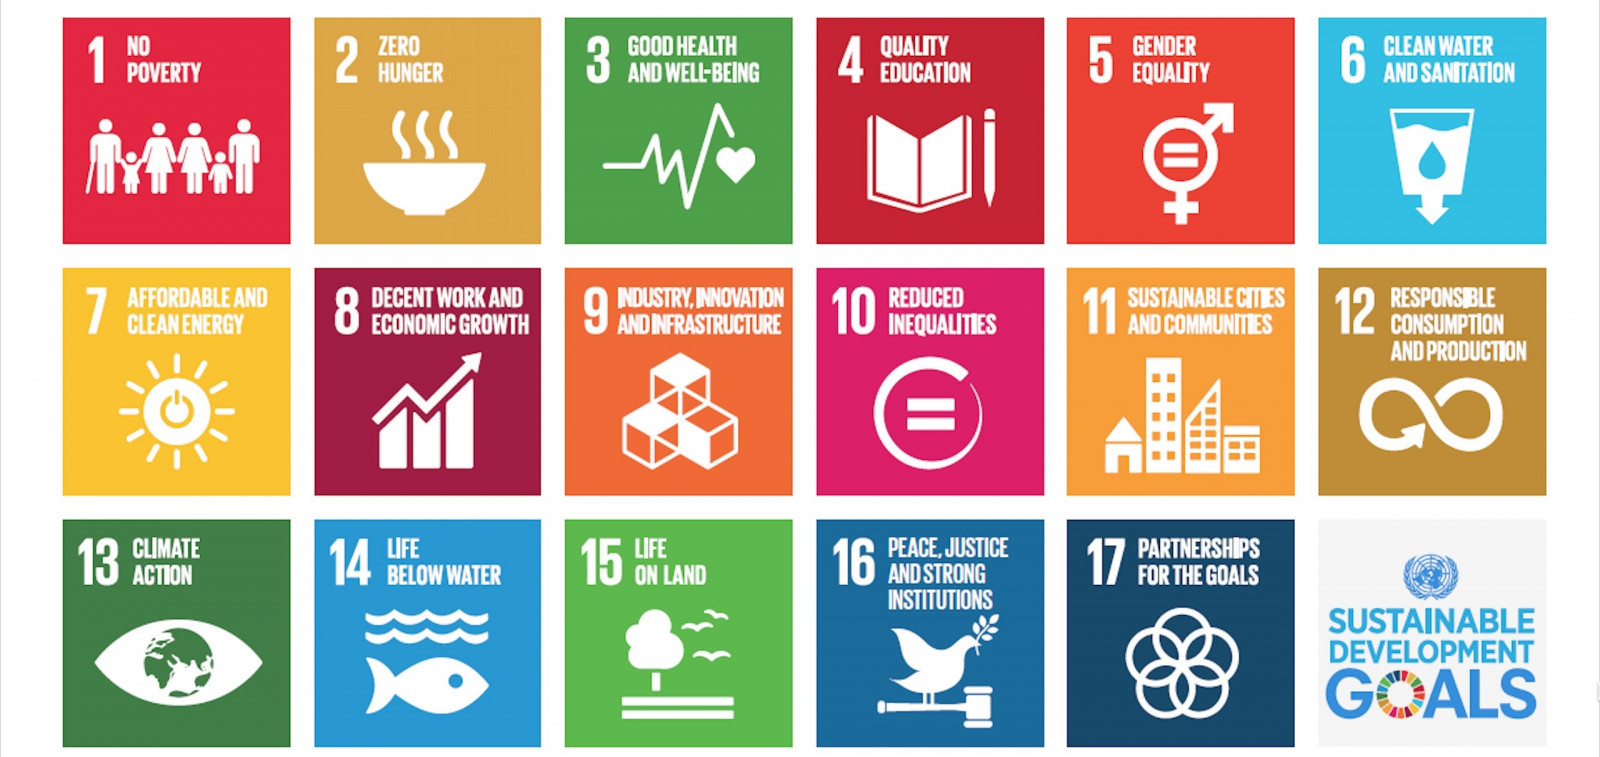 1 NO
POVERTY
2 ZERO
HUNGER
3 GOOD HEALTH
AND WELL-BEING
4 QUALITY
EDUCATION
5 GENDER
EQUALITY
6 CLEAN WATER
AND SANITATION
7 AFFORDABLE AND
CLEAN ENERGY
8 DECENT WORK AND
ECONOMIC GROWTH
9 INDUSTRY, INNOVATION
AND INFRASTRUCTURE
10 REDUCED
INEQUALITIES
11 SUSTAINABLE CITIES
AND COMMUNITIES
12 RESPONSIBLE
CONSUMPTION
AND PRODUCTION
13 CLIMATE
ACTION
14 LIFE
BELOW WATER
15 LIFE
ON LAND
16 PEACE, JUSTICE
AND STRONG
INSTITUTIONS
17 PARTNERSHIPS
FOR THE GOALS
SUSTAINABLE
DEVELOPMENT
GOALS